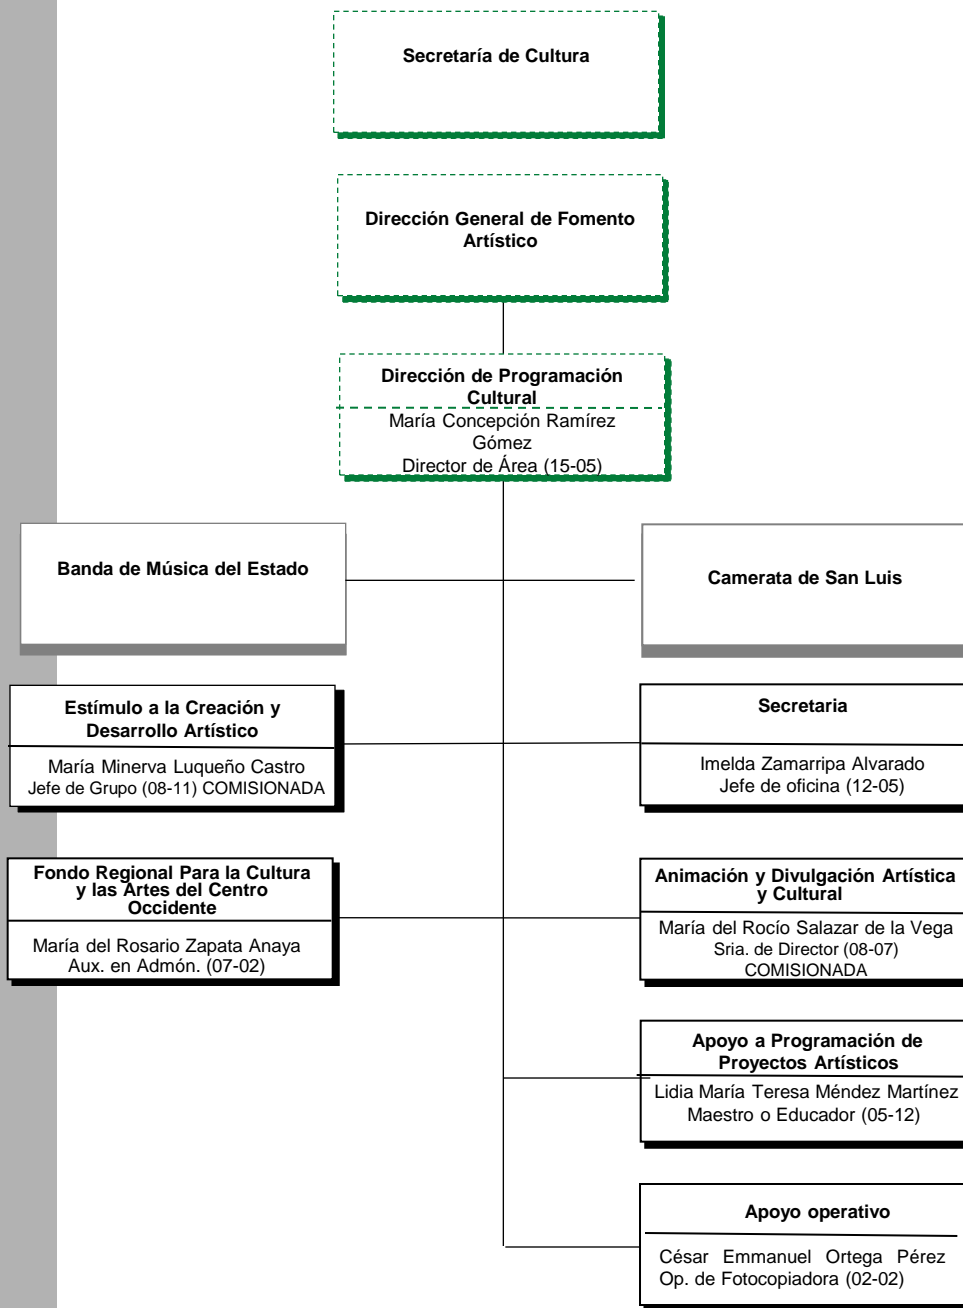 Secretaría de Cultura
Dirección General de Fomento
Artístico
Dirección de Programación
Cultural
María Concepción Ramírez
Gómez
Director de Área (15-05)
Banda de Música del Estado
Camerata de San Luis
Estímulo a la Creación y
Desarrollo Artístico
María Minerva Luqueño Castro
Jefe de Grupo (08-11) COMISIONADA
Secretaria
Imelda Zamarripa Alvarado
Jefe de oficina (12-05)
Fondo Regional Para la Cultura
y las Artes del Centro
Occidente
María del Rosario Zapata Anaya
Aux. en Admón. (07-02)
Animación y Divulgación Artística
y Cultural
María del Rocío Salazar de la Vega
Sria. de Director (08-07)
COMISIONADA
Apoyo a Programación de
Proyectos Artísticos
Lidia María Teresa Méndez Martínez
Maestro o Educador (05-12)
Apoyo operativo
César Emmanuel Ortega Pérez
Op. de Fotocopiadora (02-02)